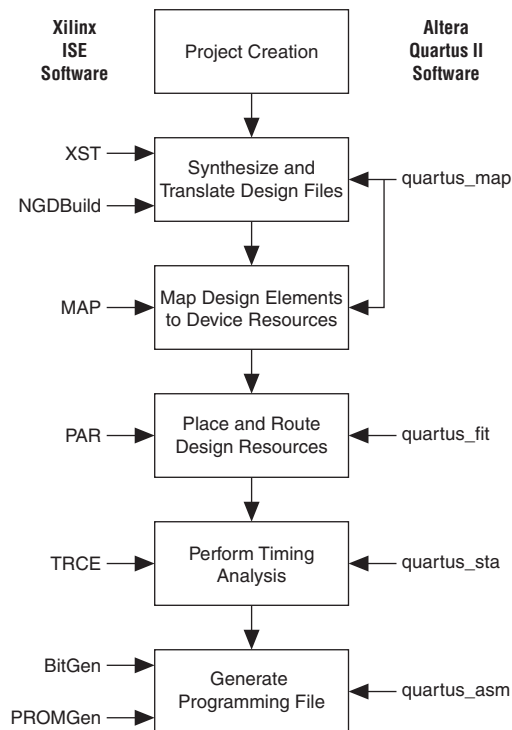 Xilinx
ISE
Software
Project Creation
Altera
Quartus II
Software
XST
NGDBuild
Synthesize and
Translate Design Files
quartus_map
MAP
Map Design Elements
to Device Resources
PAR
Place and Route
Design Resources
quartus_fit
TRCE
Perform Timing
Analysis
quartus_sta
BitGen
PROMGen
Generate
Programming File
quartus_asm